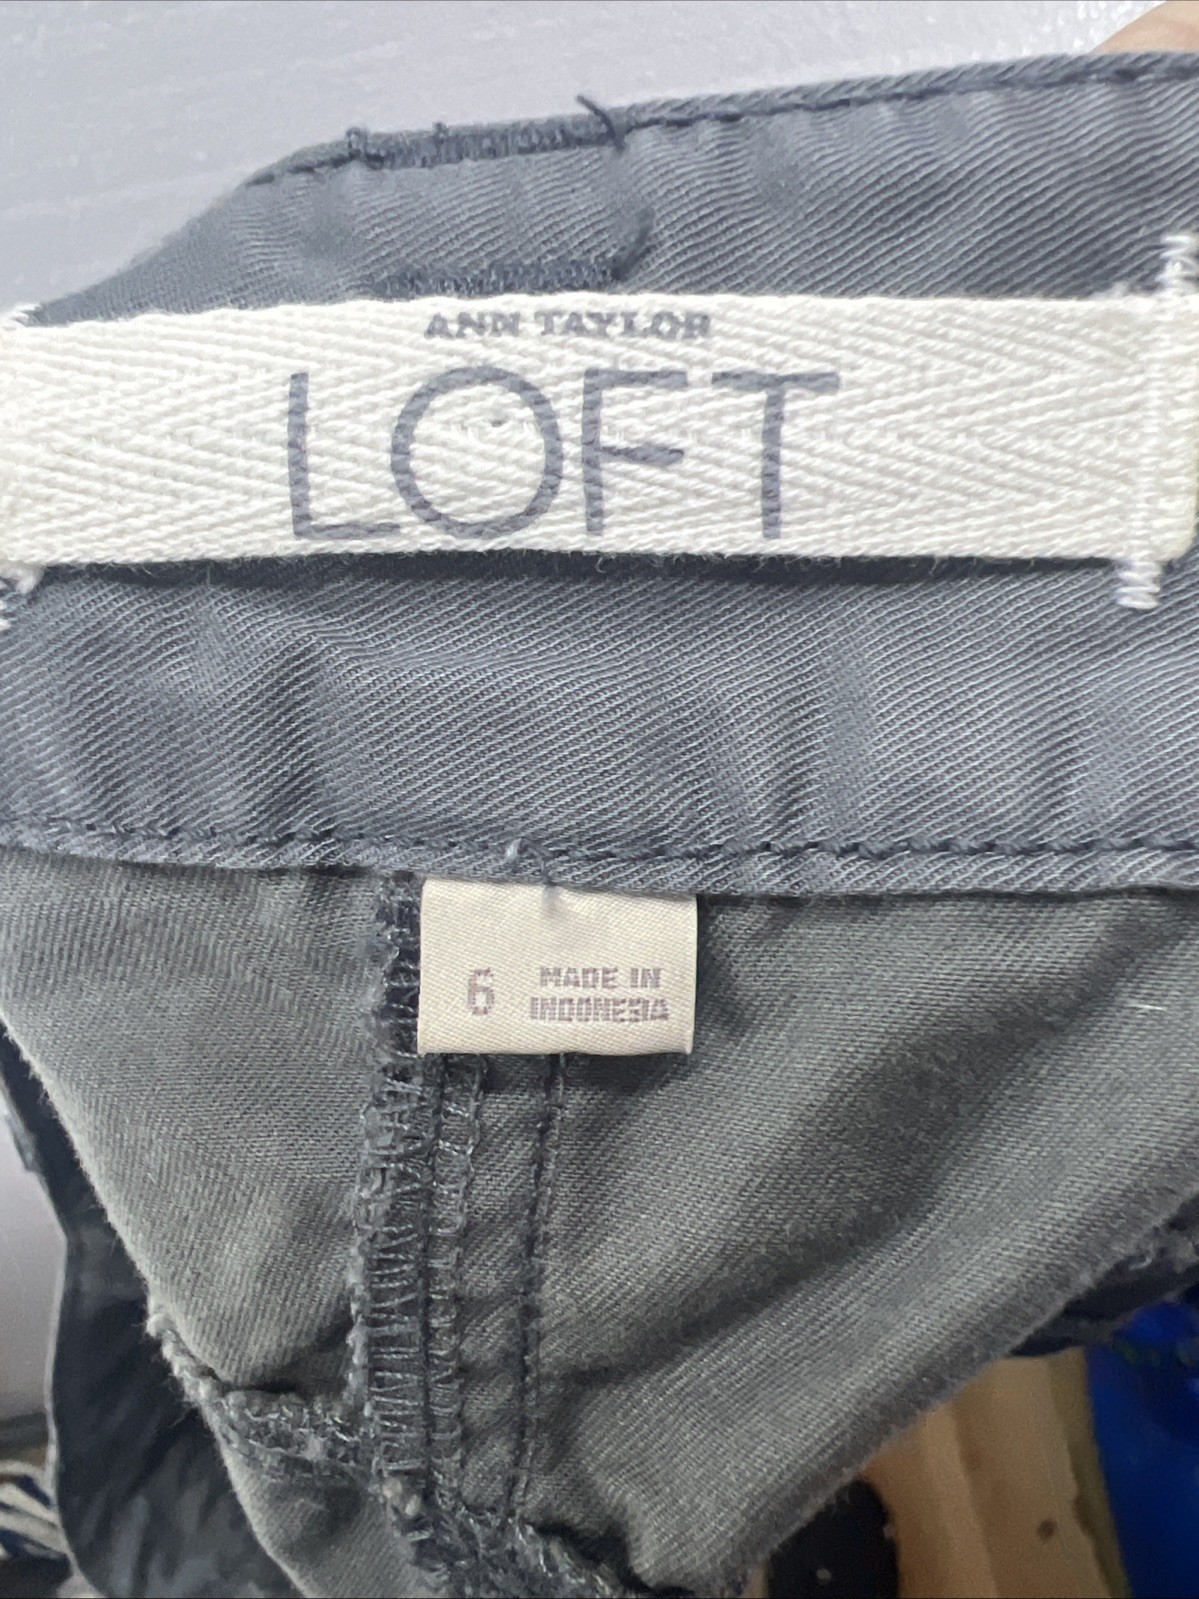 ANN TAYLOR
LOFT
6
MADE IN
INDONESIA